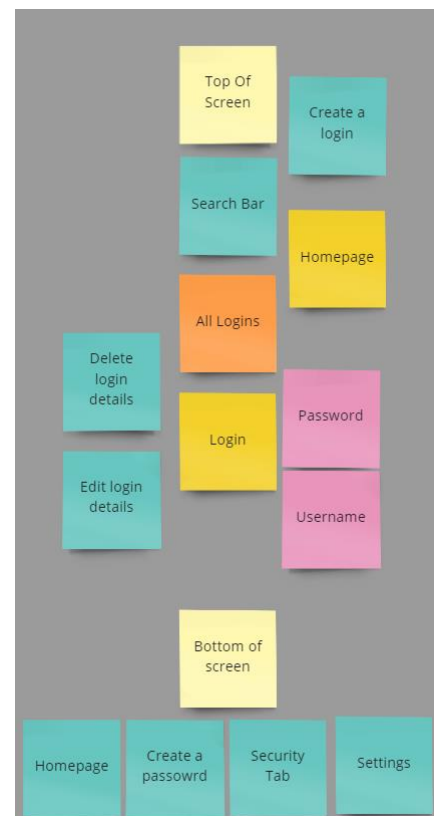 Top Of
Screen
Create a
login
Search Bar
Homepage
All Logins
Delete
login
details
Login
Password
Edit login
details
Username
Bottom of
screen
Homepage
Create a
passowrd
Security
Tab
Settings